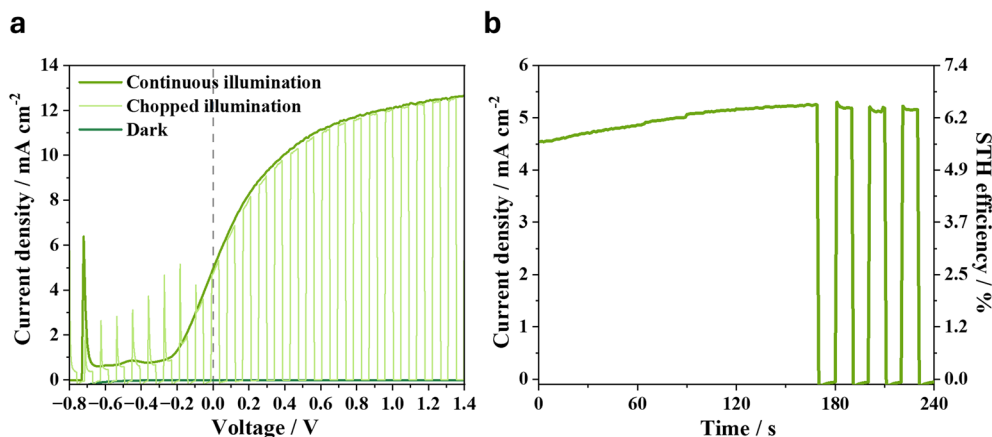 a
Current density / mA cm⁻²
14
12
10
8
6
4
2
0
Continuous illumination
Chopped illumination
Dark
−0.8 −0.6 −0.4 −0.2 0.0 0.2 0.4 0.6 0.8 1.0 1.2 1.4
Voltage / V
b
Current density / mA cm⁻²
6
5
4
3
2
1
0
0 60 120 180 240
Time / s
7.4
6.2
4.9
3.7
2.5
1.2
0.0
STH efficiency / %